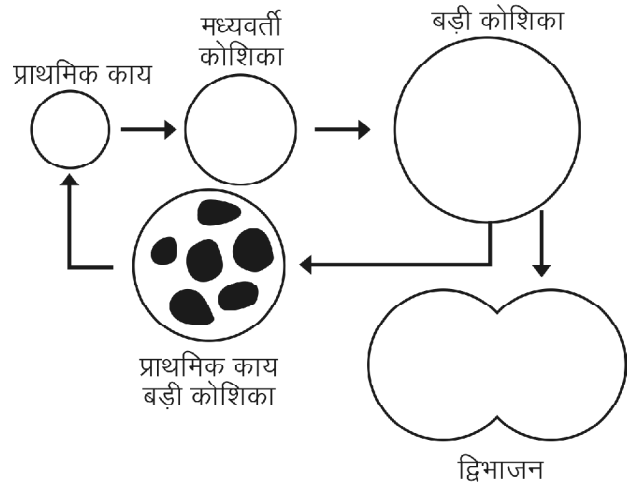 प्राथमिक काय
मध्यवर्ती
कोशिका
बड़ी कोशिका
प्राथमिक काय
बड़ी कोशिका
द्विभाजन